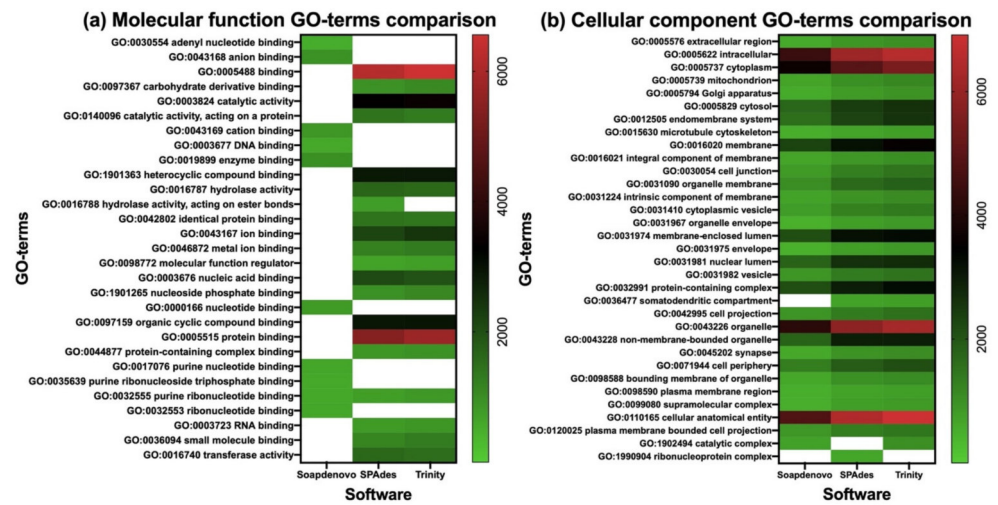 (a) Molecular function GO-terms comparison
GO:0030554 adenyl nucleotide binding
GO:0043168 anion binding
GO:0005488 binding
GO:0097367 carbohydrate derivative binding
GO:0003824 catalytic activity
GO:0140096 catalytic activity, acting on a protein
GO:0043169 cation binding
GO:0003677 DNA binding
GO:0019899 enzyme binding
GO:1901363 heterocyclic compound binding
GO:0016787 hydrolase activity
GO:0016788 hydrolase activity, acting on ester bonds
GO:0042802 identical protein binding
GO:0043167 ion binding
GO:0046872 metal ion binding
GO:0098772 molecular function regulator
GO:0003676 nucleic acid binding
GO:1901265 nucleoside phosphate binding
GO:0000166 nucleotide binding
GO:0097159 organic cyclic compound binding
GO:0005515 protein binding
GO:0044877 protein-containing complex binding
GO:0017076 purine nucleotide binding
GO:0035639 purine ribonucleoside triphosphate binding
GO:0032555 purine ribonucleotide binding
GO:0032553 ribonucleotide binding
GO:0003723 RNA binding
GO:0036094 small molecule binding
GO:0016740 transferase activity
GO-terms
Soapdenovo SPAdes Trinity
Software
6000
4000
2000
(b) Cellular component GO-terms comparison
GO:0005576 extracellular region
GO:0005622 intracellular
GO:0005737 cytoplasm
GO:0005739 mitochondrion
GO:0005794 Golgi apparatus
GO:0005829 cytosol
GO:0012505 endomembrane system
GO:0015630 microtubule cytoskeleton
GO:0016020 membrane
GO:0016021 integral component of membrane
GO:0030054 cell junction
GO:0031090 organelle membrane
GO:0031224 intrinsic component of membrane
GO:0031410 cytoplasmic vesicle
GO:0031967 organelle envelope
GO:0031974 membrane-enclosed lumen
GO:0031975 envelope
GO:0031981 nuclear lumen
GO:0031982 vesicle
GO:0032991 protein-containing complex
GO:0036477 somatodendritic compartment
GO:0042995 cell projection
GO:0043226 organelle
GO:0043228 non-membrane-bounded organelle
GO:0045202 synapse
GO:0071944 cell periphery
GO:0098588 bounding membrane of organelle
GO:0098590 plasma membrane region
GO:0099080 supramolecular complex
GO:0110165 cellular anatomical entity
GO:0120025 plasma membrane bounded cell projection
GO:1902494 catalytic complex
GO:1990904 ribonucleoprotein complex
GO-terms
Soapdenovo SPAdes Trinity
Software
6000
4000
2000